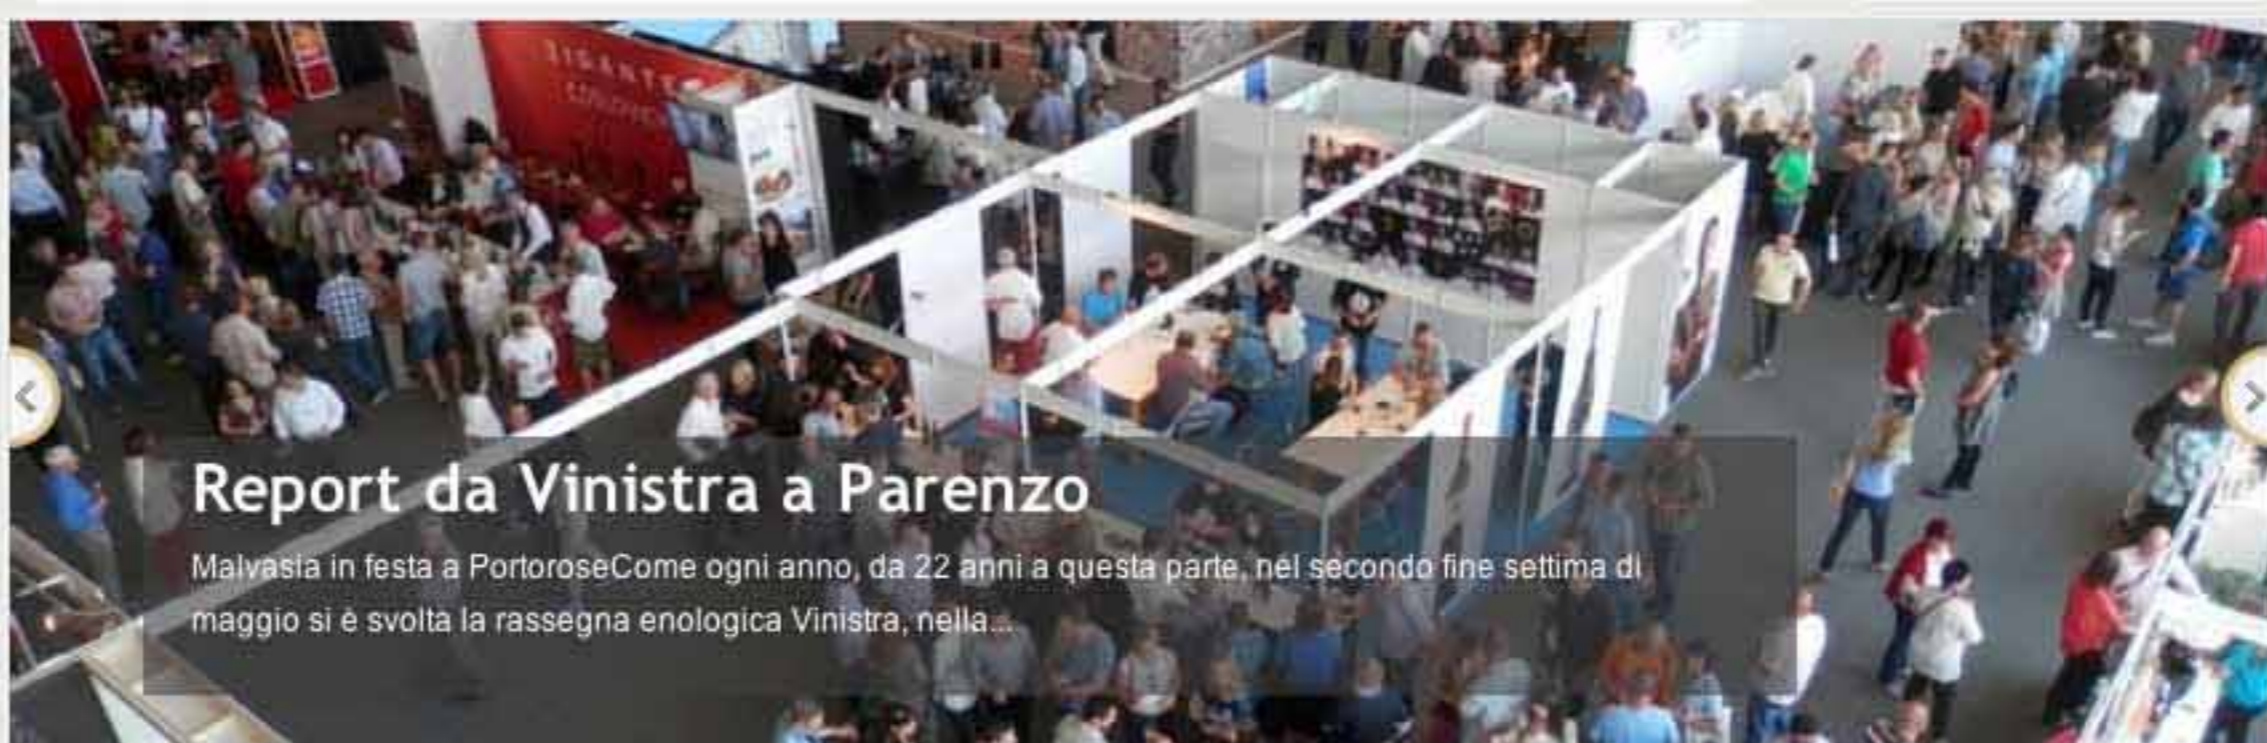 Report da Vinistra a Parenzo
Malvasia in festa a PortoroseCome ogni anno, da 22 anni a questa parte, nel secondo fine settima di
maggio si è svolta la rassegna enologica Vinistra, nella...